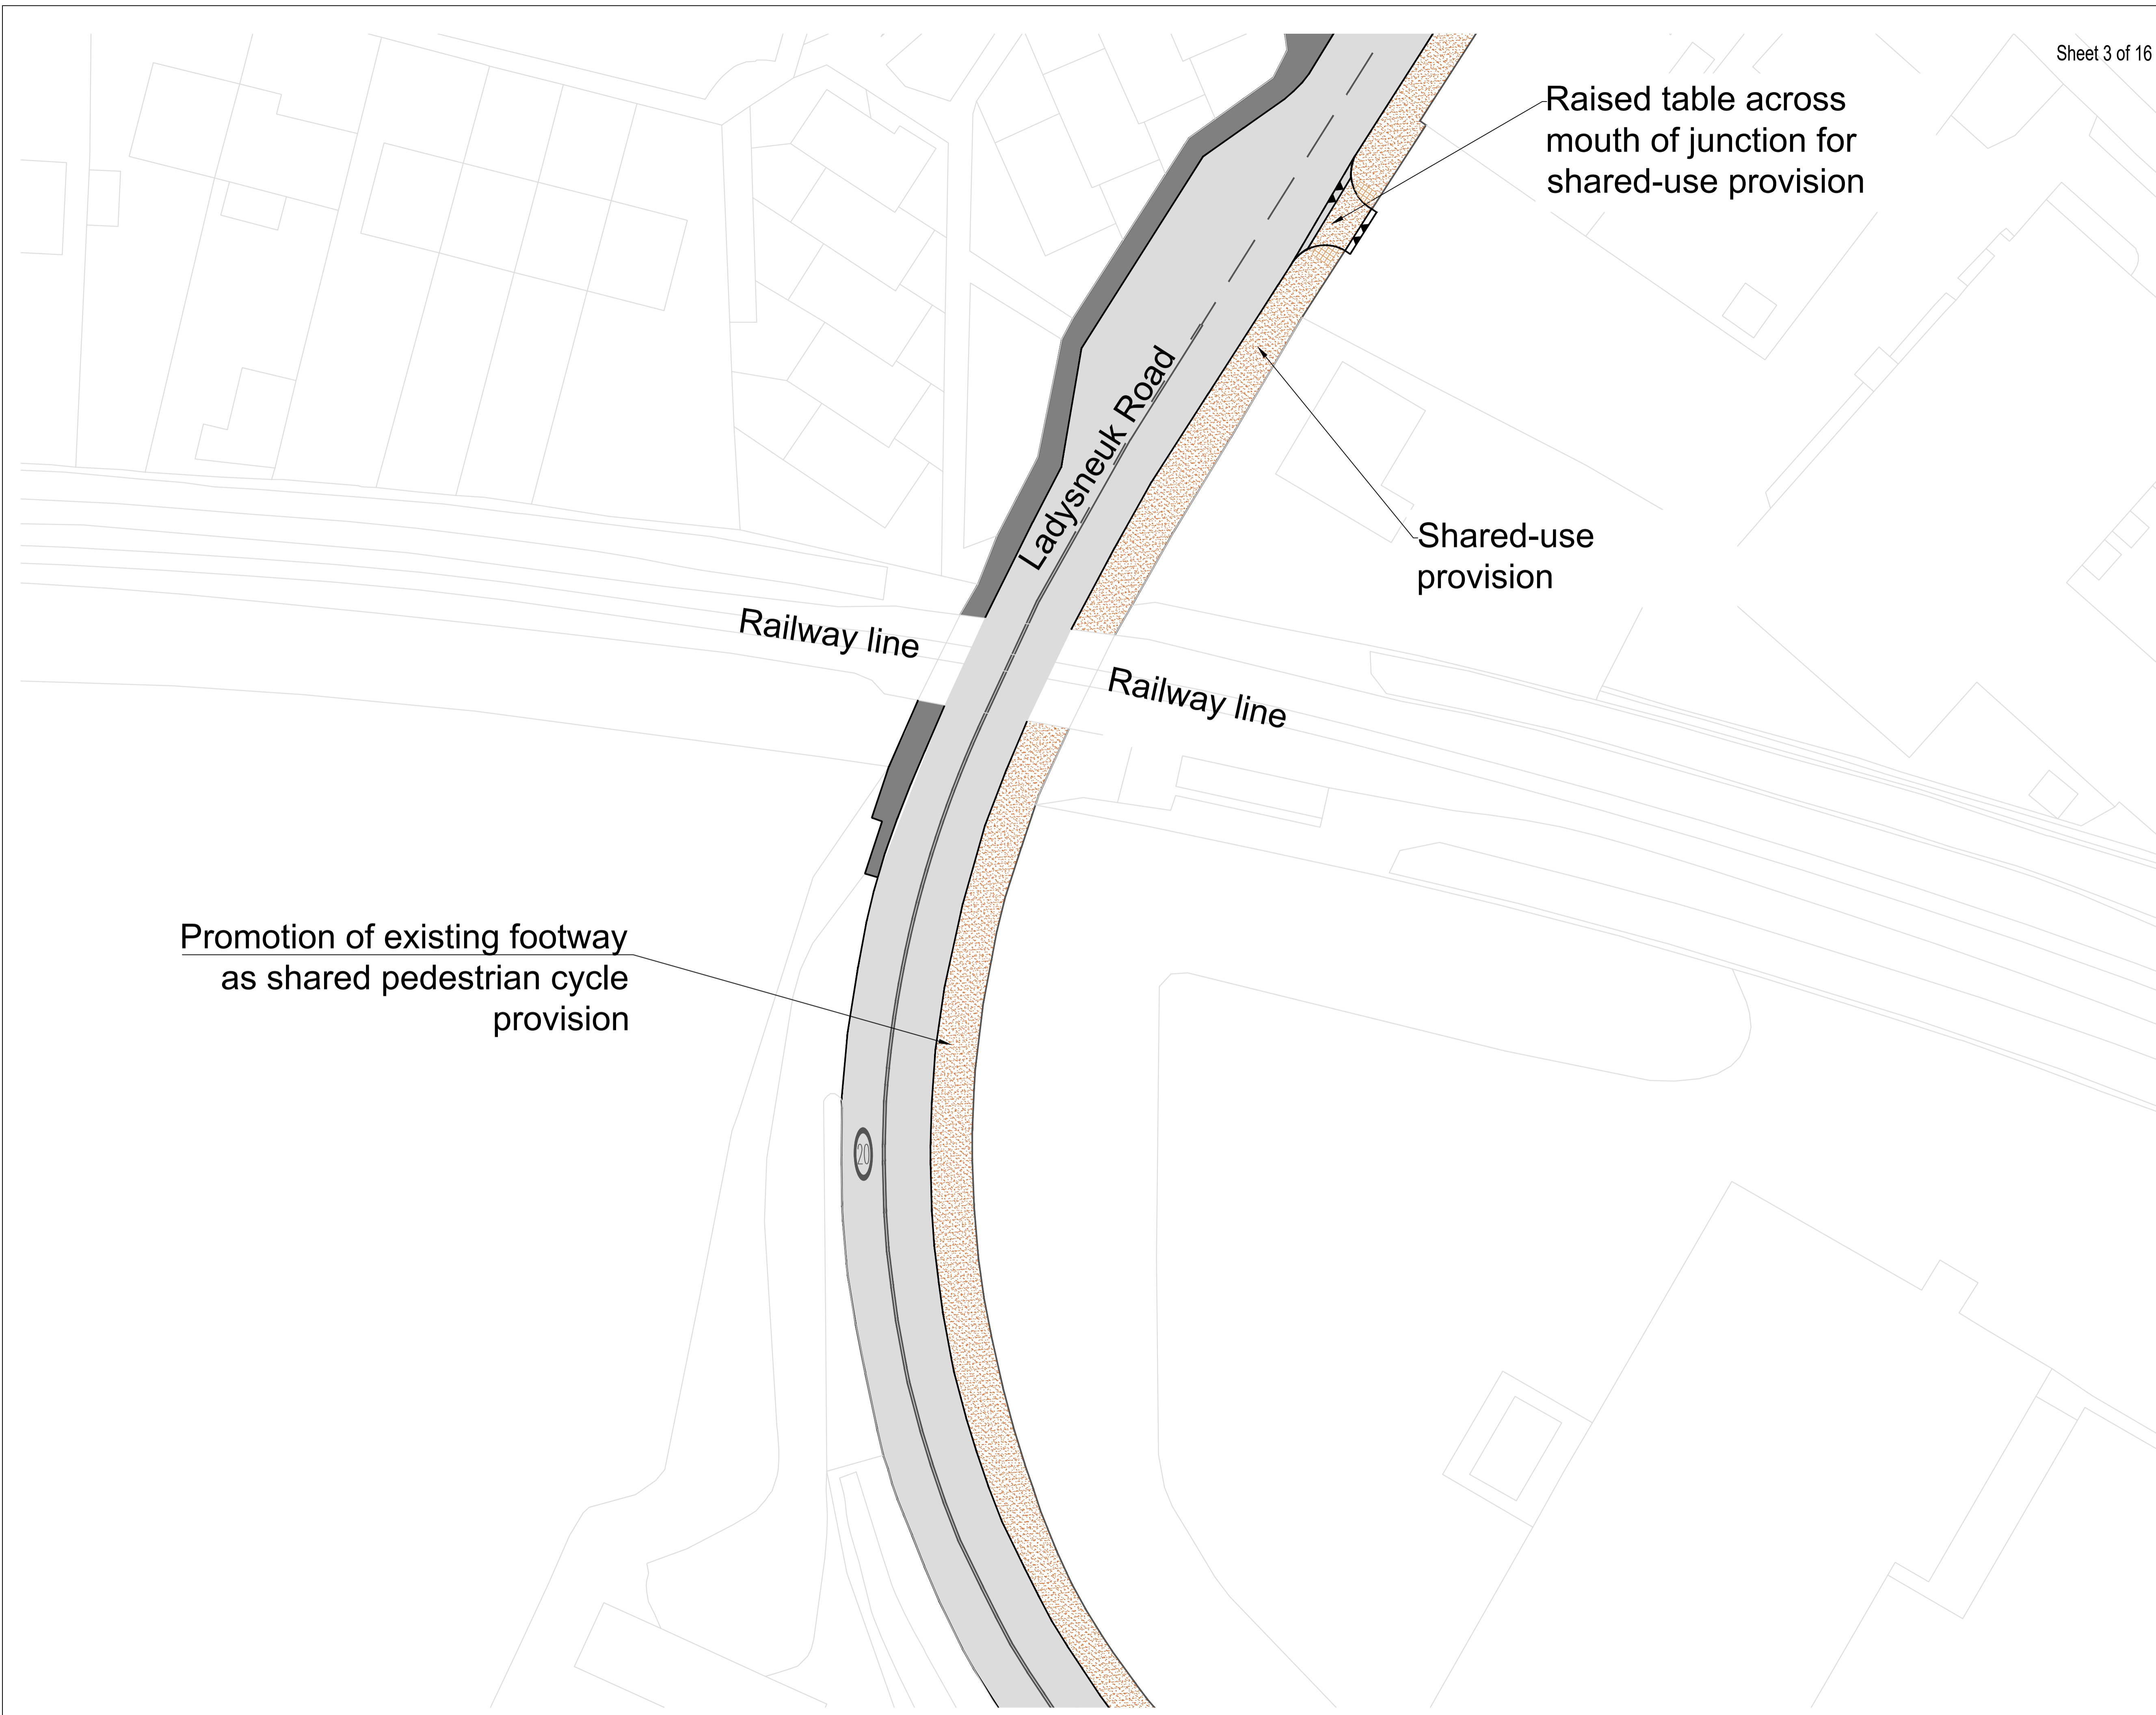 Sheet 3 of 16
Raised table across
mouth of junction for
shared-use provision
Ladysneuk Road
Shared-use
provision
Railway line
Railway line
Promotion of existing footway
as shared pedestrian cycle
provision
20